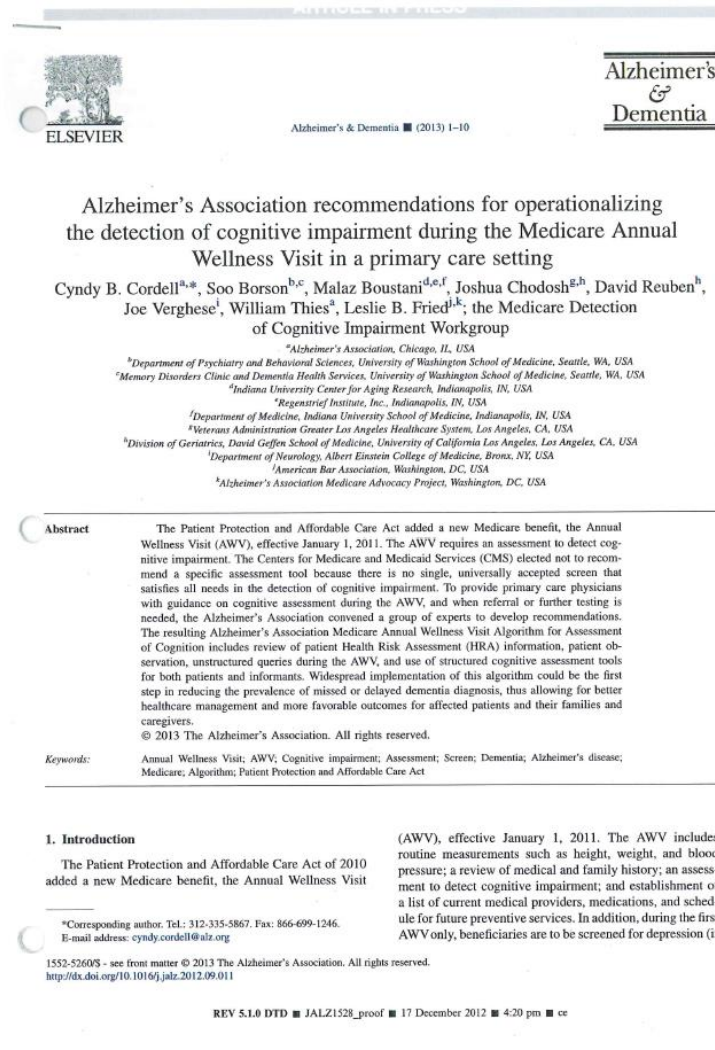 ARTICLE IN PRESS
ELSEVIER
Alzheimer's & Dementia ■ (2013) 1–10
Alzheimer's
&
Dementia
Alzheimer's Association recommendations for operationalizing
the detection of cognitive impairment during the Medicare Annual
Wellness Visit in a primary care setting
Cyndy B. Cordell^a,*, Soo Borson^b,c, Malaz Boustani^d,e,f, Joshua Chodosh^g,h, David Reuben^h,
Joe Verghese^i, William Thies^a, Leslie B. Fried^j,k; the Medicare Detection
of Cognitive Impairment Workgroup
^aAlzheimer's Association, Chicago, IL, USA
^bDepartment of Psychiatry and Behavioral Sciences, University of Washington School of Medicine, Seattle, WA, USA
^cMemory Disorders Clinic and Dementia Health Services, University of Washington School of Medicine, Seattle, WA, USA
^dIndiana University Center for Aging Research, Indianapolis, IN, USA
^eRegenstrief Institute, Inc., Indianapolis, IN, USA
^fDepartment of Medicine, Indiana University School of Medicine, Indianapolis, IN, USA
^gVeterans Administration Greater Los Angeles Healthcare System, Los Angeles, CA, USA
^hDivision of Geriatrics, David Geffen School of Medicine, University of California Los Angeles, Los Angeles, CA, USA
^iDepartment of Neurology, Albert Einstein College of Medicine, Bronx, NY, USA
^jAmerican Bar Association, Washington, DC, USA
^kAlzheimer's Association Medicare Advocacy Project, Washington, DC, USA
Abstract
The Patient Protection and Affordable Care Act added a new Medicare benefit, the Annual
Wellness Visit (AWV), effective January 1, 2011. The AWV requires an assessment to detect cog-
nitive impairment. The Centers for Medicare and Medicaid Services (CMS) elected not to recom-
mend a specific assessment tool because there is no single, universally accepted screen that
satisfies all needs in the detection of cognitive impairment. To provide primary care physicians
with guidance on cognitive assessment during the AWV, and when referral or further testing is
needed, the Alzheimer's Association convened a group of experts to develop recommendations.
The resulting Alzheimer's Association Medicare Annual Wellness Visit Algorithm for Assessment
of Cognition includes review of patient Health Risk Assessment (HRA) information, patient ob-
servation, unstructured queries during the AWV, and use of structured cognitive assessment tools
for both patients and informants. Widespread implementation of this algorithm could be the first
step in reducing the prevalence of missed or delayed dementia diagnosis, thus allowing for better
healthcare management and more favorable outcomes for affected patients and their families and
caregivers.
© 2013 The Alzheimer's Association. All rights reserved.
Keywords:
Annual Wellness Visit; AWV; Cognitive impairment; Assessment; Screen; Dementia; Alzheimer's disease;
Medicare; Algorithm; Patient Protection and Affordable Care Act
1. Introduction
The Patient Protection and Affordable Care Act of 2010
added a new Medicare benefit, the Annual Wellness Visit
(AWV), effective January 1, 2011. The AWV includes
routine measurements such as height, weight, and blood
pressure; a review of medical and family history; an assess-
ment to detect cognitive impairment; and establishment o
a list of current medical providers, medications, and sched-
ule for future preventive services. In addition, during the firs
AWV only, beneficiaries are to be screened for depression (i
*Corresponding author. Tel.: 312-335-5867. Fax: 866-699-1246.
E-mail address: cyndy.cordell@alz.org
1552-5260/$ - see front matter © 2013 The Alzheimer's Association. All rights reserved.
http://dx.doi.org/10.1016/j.jalz.2012.09.011
REV 5.1.0 DTD ■ JALZ1528_proof ■ 17 December 2012 ■ 4:20 pm ■ ce